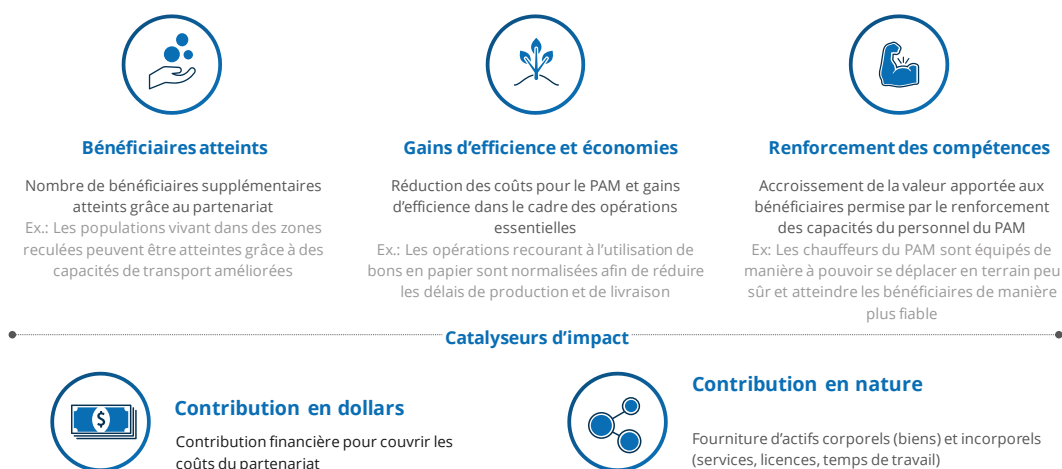 Bénéficiaires atteints
Nombre de bénéficiaires supplémentaires
atteints grâce au partenariat
Ex.: Les populations vivant dans des zones
reculées peuvent être atteintes grâce à des
capacités de transport améliorées
Gains d’efficience et économies
Réduction des coûts pour le PAM et gains
d’efficience dans le cadre des opérations
essentielles
Ex.: Les opérations recourant à l’utilisation de
bons en papier sont normalisées afin de réduire
les délais de production et de livraison
Renforcement des compétences
Accroissement de la valeur apportée aux
bénéficiaires permise par le renforcement
des capacités du personnel du PAM
Ex: Les chauffeurs du PAM sont équipés de
manière à pouvoir se déplacer en terrain peu
sûr et atteindre les bénéficiaires de manière
plus fiable
Catalyseurs d’impact
$
Contribution en dollars
Contribution financière pour couvrir les
coûts du partenariat
Contribution en nature
Fourniture d’actifs corporels (biens) et incorporels
(services, licences, temps de travail)